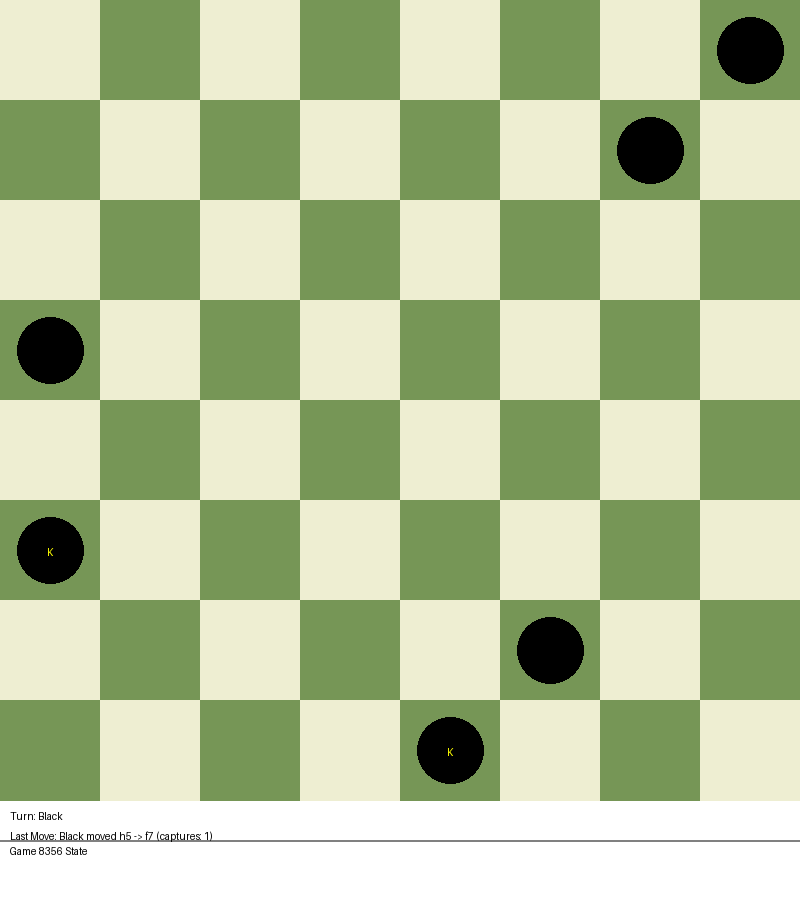 K
K
Turn: Black
Last Move: Black moved h5 -> f7 (captures: 1)
Game 8356 State